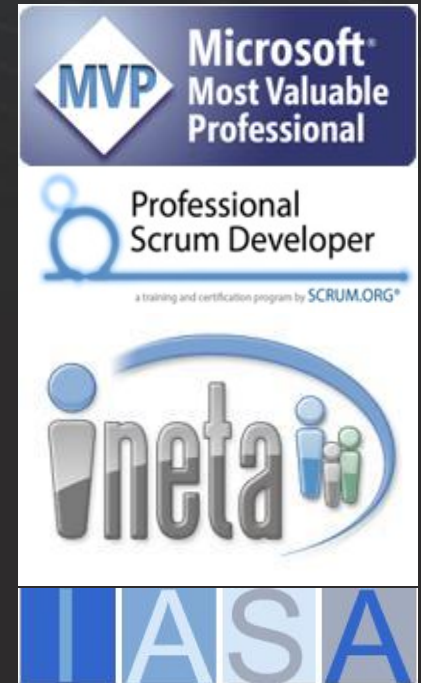 MVP
Microsoft®
Most Valuable
Professional
Professional
Scrum Developer
a training and certification program by SCRUM.ORG®
ineta
IASA